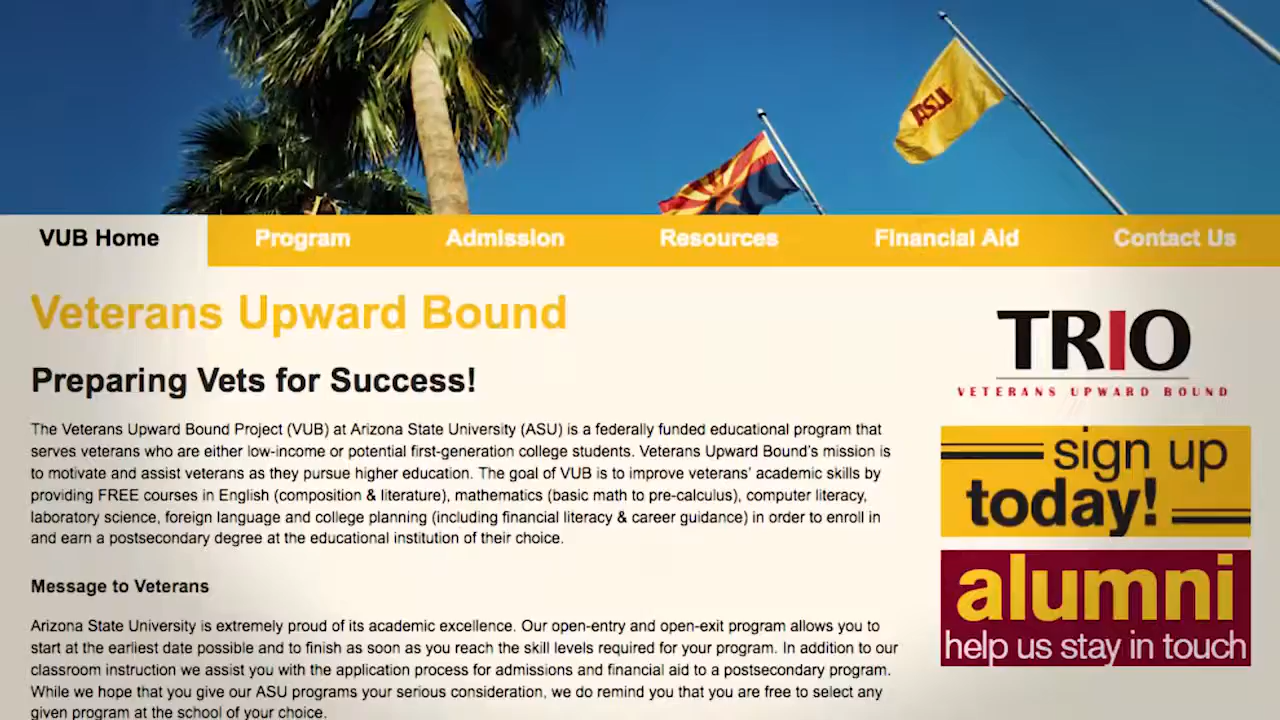 ASU
VUB Home
Program
Admission
Resources
Financial Aid
Contact Us
Veterans Upward Bound
Preparing Vets for Success!
The Veterans Upward Bound Project (VUB) at Arizona State University (ASU) is a federally funded educational program that
serves veterans who are either low-income or potential first-generation college students. Veterans Upward Bound's mission is
to motivate and assist veterans as they pursue higher education. The goal of VUB is to improve veterans' academic skills by
providing FREE courses in English (composition & literature), mathematics (basic math to pre-calculus), computer literacy,
laboratory science, foreign language and college planning (including financial literacy & career guidance) in order to enroll in
and earn a postsecondary degree at the educational institution of their choice.
Message to Veterans
Arizona State University is extremely proud of its academic excellence. Our open-entry and open-exit program allows you to
start at the earliest date possible and to finish as soon as you reach the skill levels required for your program. In addition to our
classroom instruction we assist you with the application process for admissions and financial aid to a postsecondary program.
While we hope that you give our ASU programs your serious consideration, we do remind you that you are free to select any
given program at the school of your choice.
TRIO
VETERANS UPWARD BOUND
sign up
today!
alumni
help us stay in touch